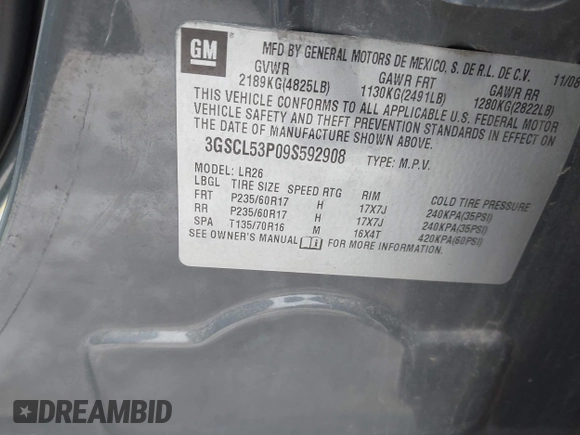 GM
MFD BY GENERAL MOTORS DE MEXICO, S. DE R.L. DE C.V. 11/08
GVWR GAWR FRT GAWR RR
2189KG(4825LB) 1130KG(2491LB) 1280KG(2822LB)
THIS VEHICLE CONFORMS TO ALL APPLICABLE U.S. FEDERAL MOTOR
VEHICLE SAFETY AND THEFT PREVENTION STANDARDS IN EFFECT ON
THE DATE OF MANUFACTURE SHOWN ABOVE.
3GSCL53P09S592908 TYPE: M.P.V.
MODEL: LR26
LBGL TIRE SIZE SPEED RTG RIM COLD TIRE PRESSURE
FRT P235/60R17 H 17X7J 240KPA(35PSI)
RR P235/60R17 H 17X7J 240KPA(35PSI)
SPA T135/70R16 M 16X4T 420KPA(60PSI)
SEE OWNER'S MANUAL FOR MORE INFORMATION.
DREAMBID